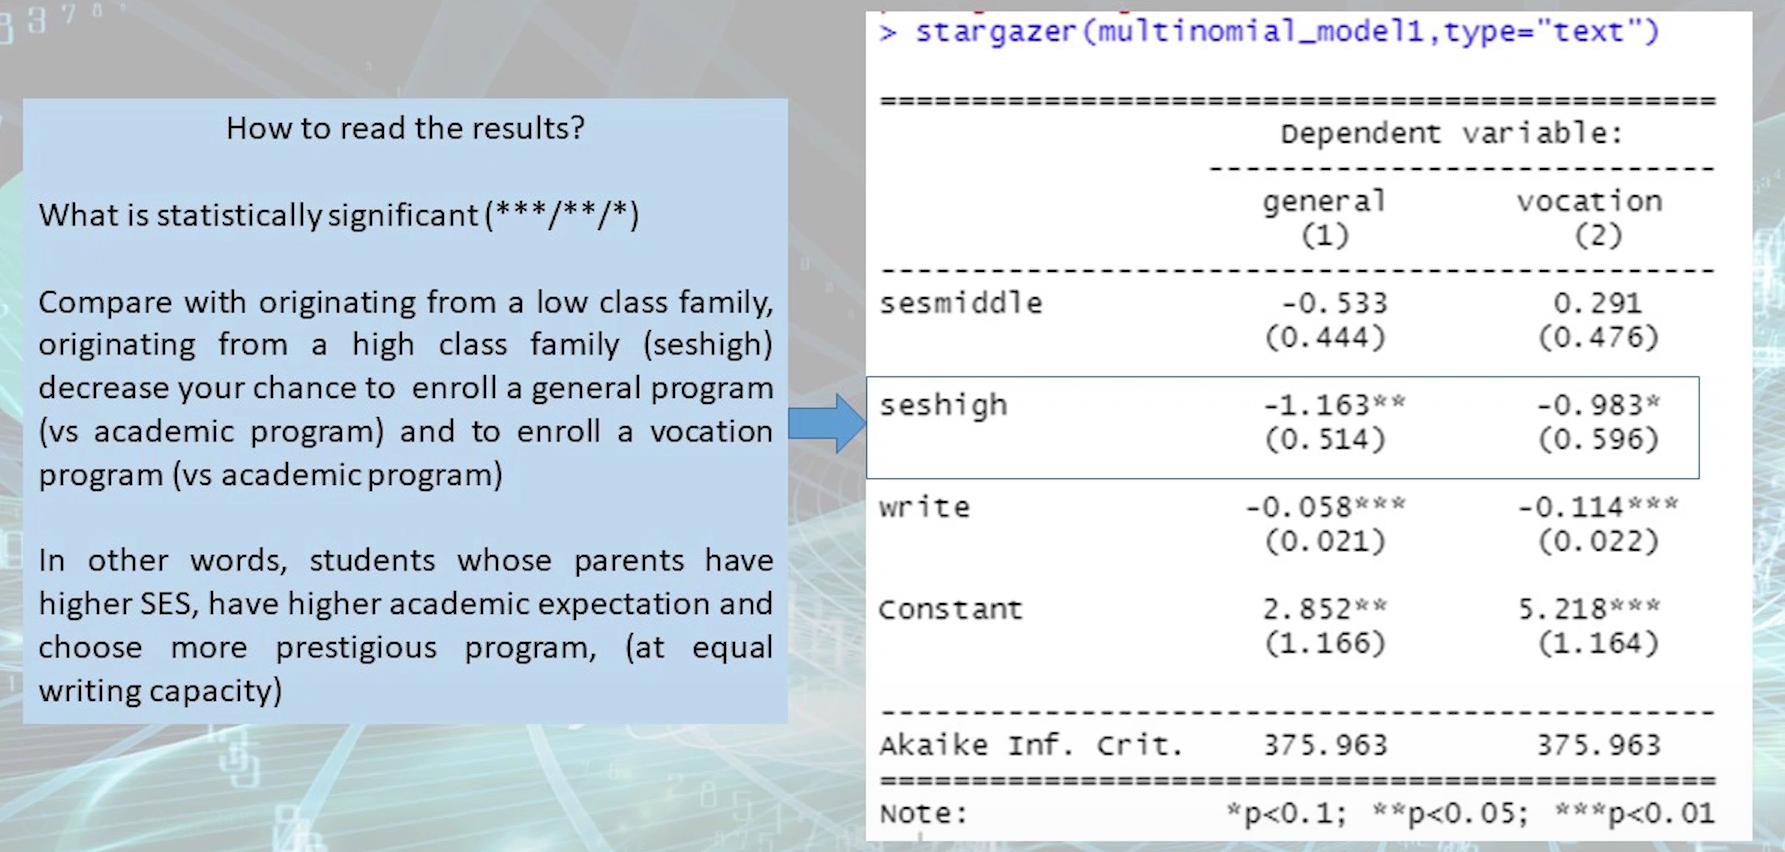 How to read the results?
What is statistically significant (***/**/*)
Compare with originating from a low class family,
originating from a high class family (seshigh)
decrease your chance to enroll a general program
(vs academic program) and to enroll a vocation
program (vs academic program)
In other words, students whose parents have
higher SES, have higher academic expectation and
choose more prestigious program, (at equal
writing capacity)
> stargazer(multinomial_model1,type="text")
=============================================
Dependent variable:
----------------------------
general vocation
(1) (2)
---------------------------------------------
sesmiddle -0.533 0.291
(0.444) (0.476)
seshigh -1.163** -0.983*
(0.514) (0.596)
write -0.058*** -0.114***
(0.021) (0.022)
Constant 2.852** 5.218***
(1.166) (1.164)
---------------------------------------------
Akaike Inf. Crit. 375.963 375.963
=============================================
Note: *p<0.1; **p<0.05; ***p<0.01